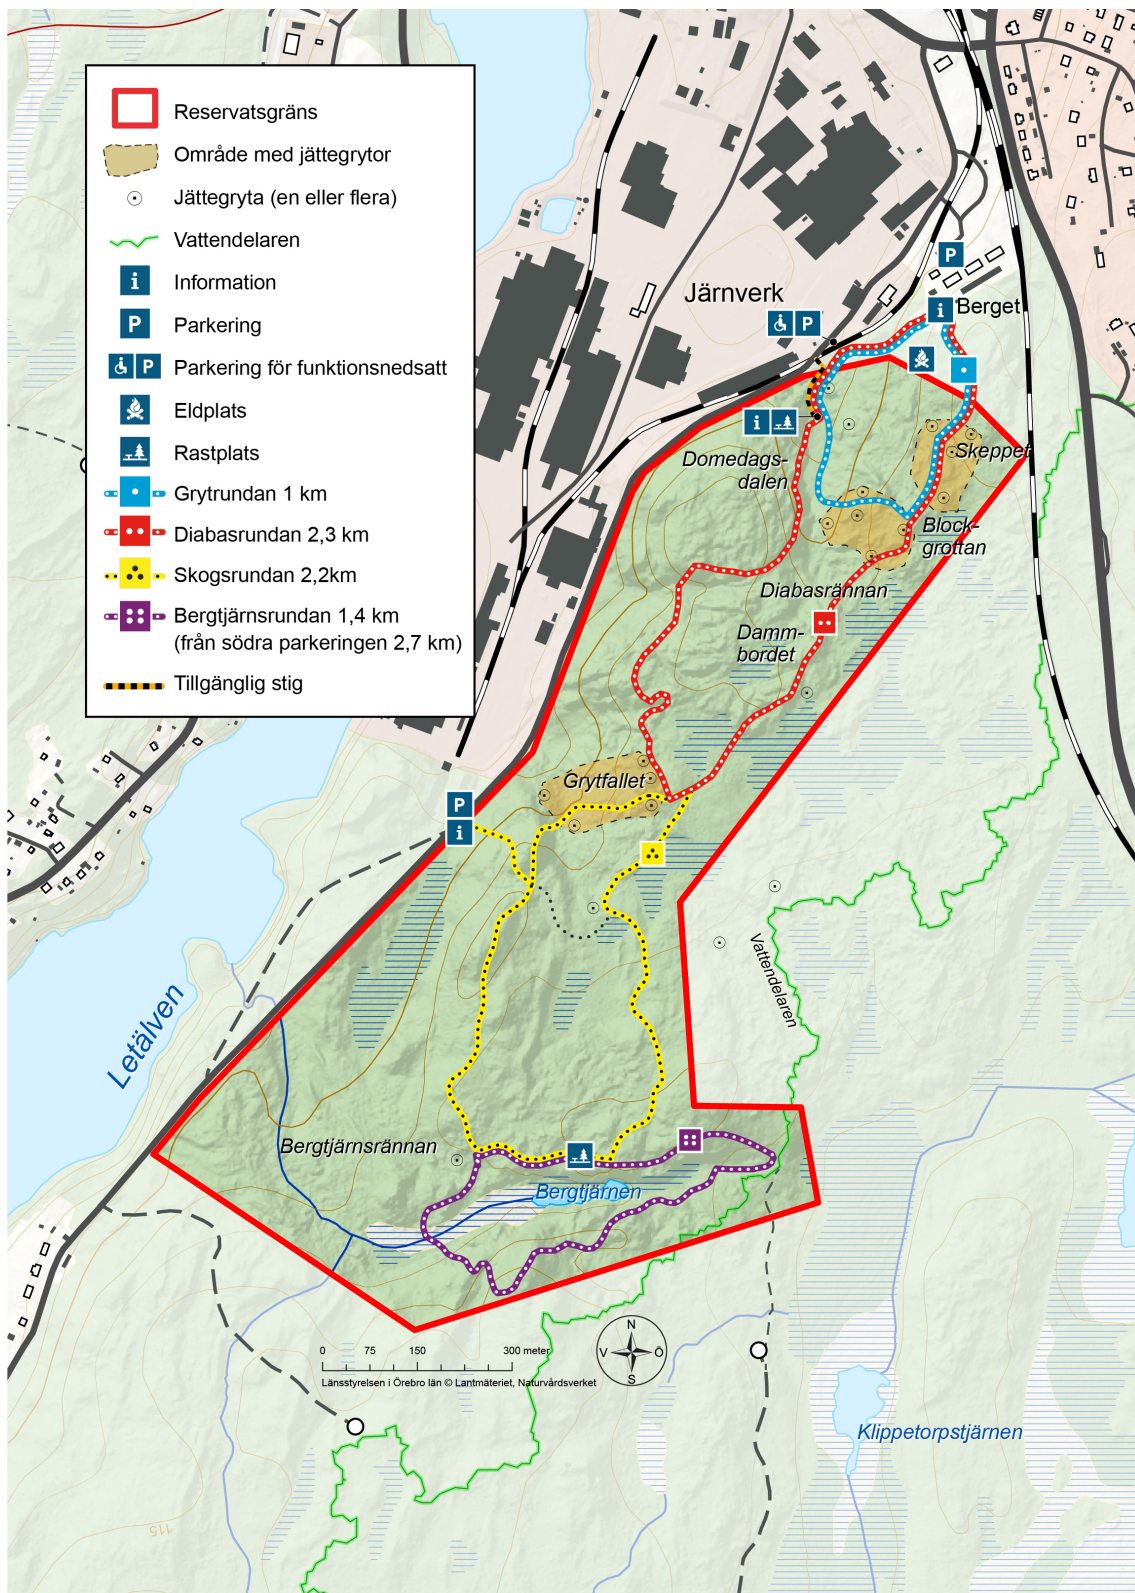 Reservatsgräns
Område med jättegrytor
Jättegryta (en eller flera)
Vattendelaren
i Information
P Parkering
P Parkering för funktionsnedsatt
Eldplats
Rastplats
Grytrundan 1 km
Diabasrundan 2,3 km
Skogsrundan 2,2km
Bergtjärnsrundan 1,4 km
(från södra parkeringen 2,7 km)
Tillgänglig stig
P
Järnverk
i Berget
P
i
Skeppet
Domedags-
dalen
Block-
grottan
Diabasrännan
Damm-
bordet
Grytfallet
P
i
Vattendelaren
Letälven
Bergtjärnsrännan
Bergtjärnen
N
V Ö
S
0 75 150 300 meter
Länsstyrelsen i Örebro län © Lantmäteriet, Naturvårdsverket
Klippetorpstjärnen
115